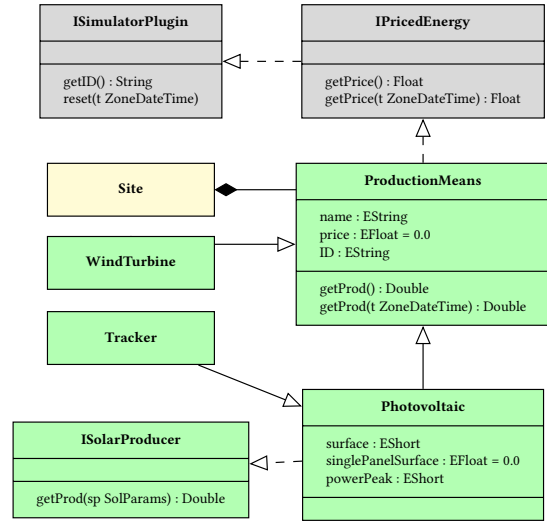 ISimulatorPlugin
getID() : String
reset(t ZoneDateTime)
IPricedEnergy
getPrice() : Float
getPrice(t ZoneDateTime) : Float
Site
ProductionMeans
name : EString
price : EFloat = 0.0
ID : EString
getProd() : Double
getProd(t ZoneDateTime) : Double
WindTurbine
Tracker
Photovoltaic
surface : EShort
singlePanelSurface : EFloat = 0.0
powerPeak : EShort
ISolarProducer
getProd(sp SolParams) : Double